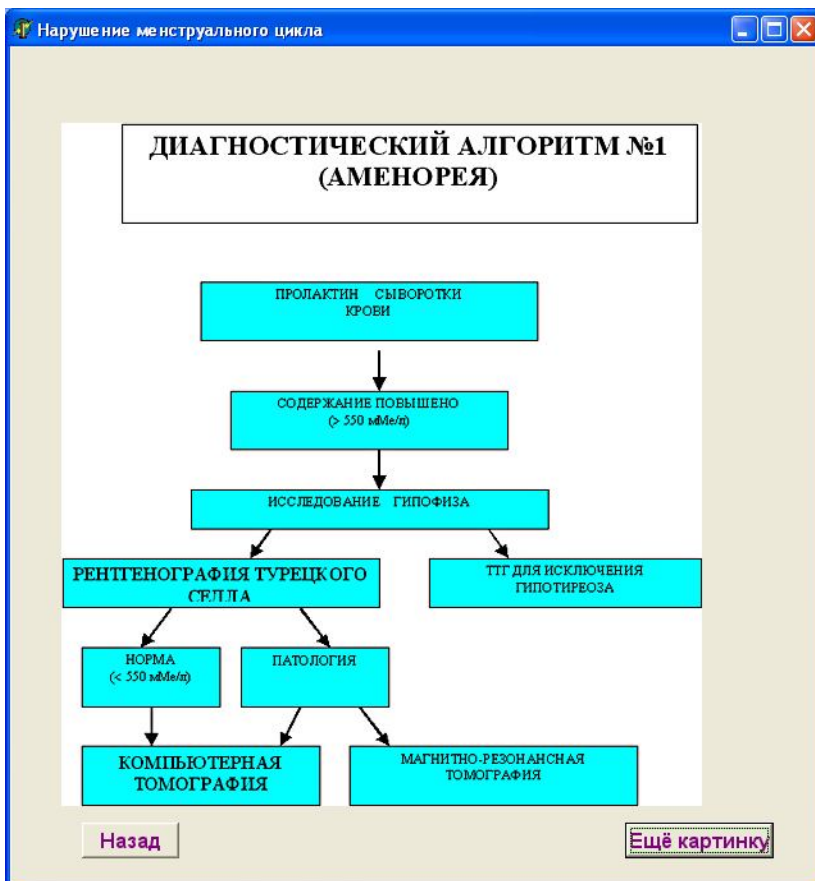 Нарушение менструального цикла
ДИАГНОСТИЧЕСКИЙ АЛГОРИТМ №1
(АМЕНОРЕЯ)
ПРОЛАКТИН СЫВОРОТКИ
КРОВИ
СОДЕРЖАНИЕ ПОВЫШЕНО
(> 550 мМе/л)
ИССЛЕДОВАНИЕ ГИПОФИЗА
РЕНТГЕНОГРАФИЯ ТУРЕЦКОГО
СЕЛЛА
ТТГ ДЛЯ ИСКЛЮЧЕНИЯ
ГИПОТИРЕОЗА
НОРМА
(< 550 мМе/л)
ПАТОЛОГИЯ
КОМПЬЮТЕРНАЯ
ТОМОГРАФИЯ
МАГНИТНО-РЕЗОНАНСНАЯ
ТОМОГРАФИЯ
Назад
Ещё картинку